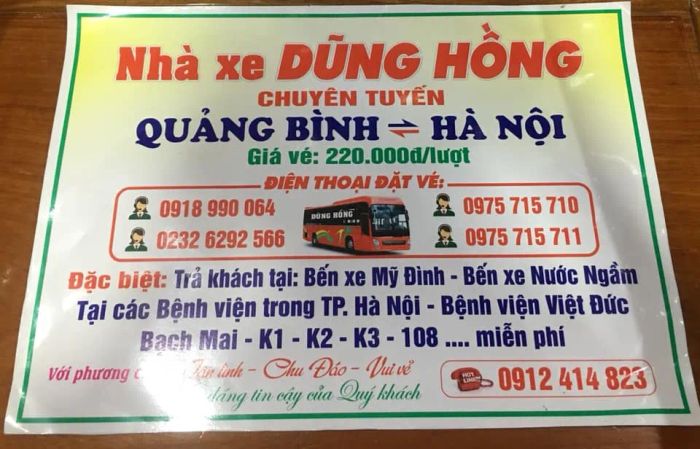 Nhà xe DŨNG HỒNG
CHUYÊN TUYẾN
QUẢNG BÌNH ⇌ HÀ NỘI
Giá vé: 220.000đ/lượt
ĐIỆN THOẠI ĐẶT VÉ:
0918 990 064
0975 715 710
DŨNG HỒNG
0232 6292 566
0975 715 711
Đặc biệt: Trả khách tại: Bến xe Mỹ Đình - Bến xe Nước Ngầm
Tại các Bệnh viện trong TP. Hà Nội - Bệnh viện Việt Đức
Bạch Mai - K1 - K2 - K3 - 108 .... miễn phí
Với phương Tận tình - Chu Đáo - Vui vẻ
HOT LINE
0912 414 823
đáng tin cậy của Quý khách